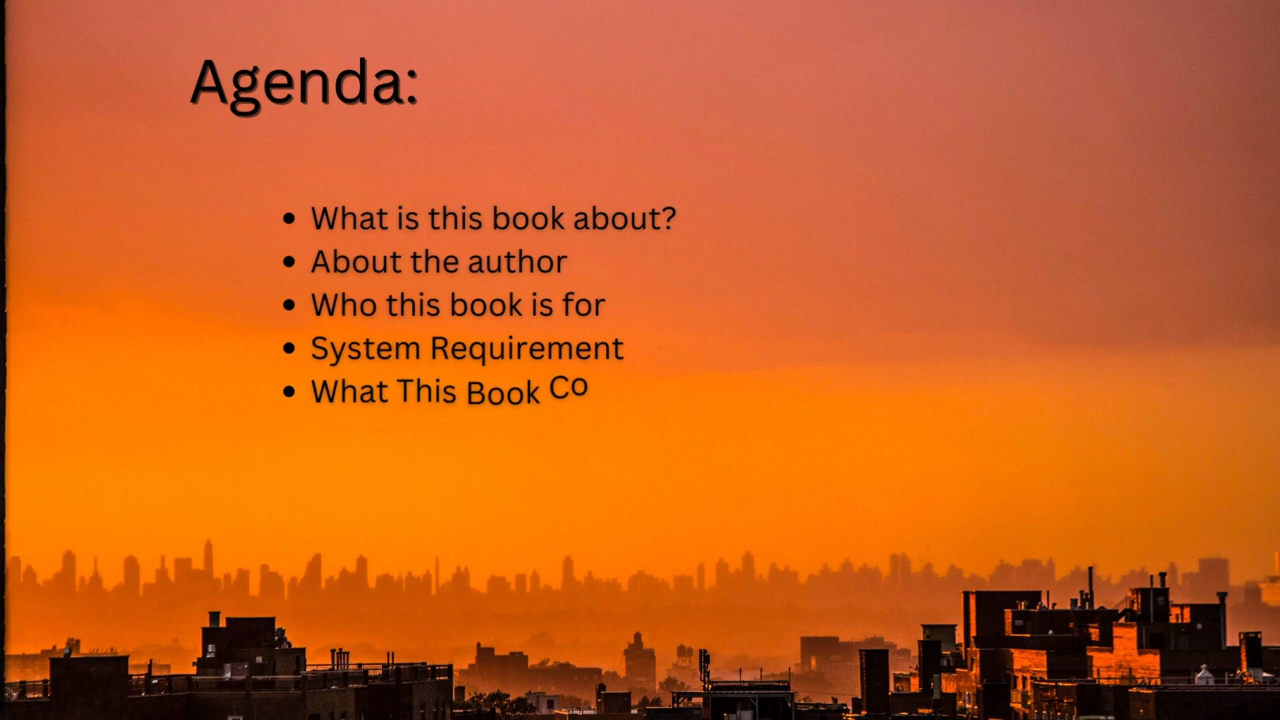 Agenda:
• What is this book about?
• About the author
• Who this book is for
• System Requirement
• What This Book Co